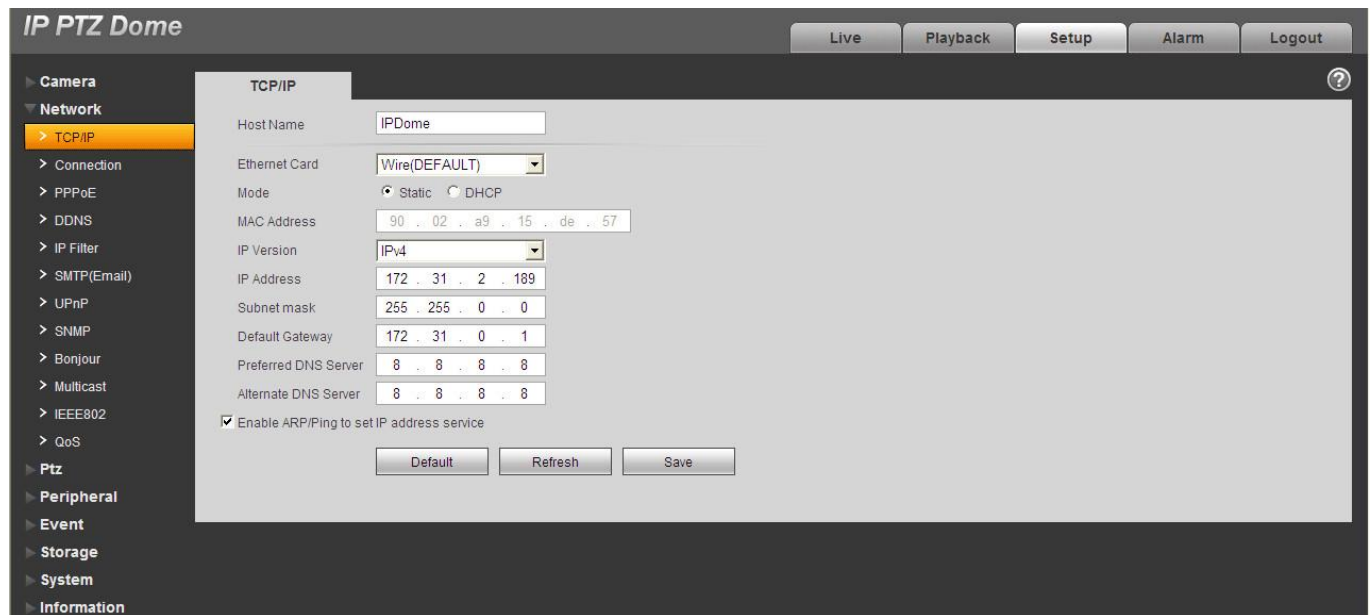 IP PTZ Dome
Live
Playback
Setup
Alarm
Logout
Camera
Network
> TCP/IP
> Connection
> PPPoE
> DDNS
> IP Filter
> SMTP(Email)
> UPnP
> SNMP
> Bonjour
> Multicast
> IEEE802
> QoS
Ptz
Peripheral
Event
Storage
System
Information
TCP/IP
?
Host Name IPDome
Ethernet Card Wire(DEFAULT)
Mode Static DHCP
MAC Address 90 . 02 . a9 . 15 . de . 57
IP Version IPv4
IP Address 172 . 31 . 2 . 189
Subnet mask 255 . 255 . 0 . 0
Default Gateway 172 . 31 . 0 . 1
Preferred DNS Server 8 . 8 . 8 . 8
Alternate DNS Server 8 . 8 . 8 . 8
Enable ARP/Ping to set IP address service
Default Refresh Save